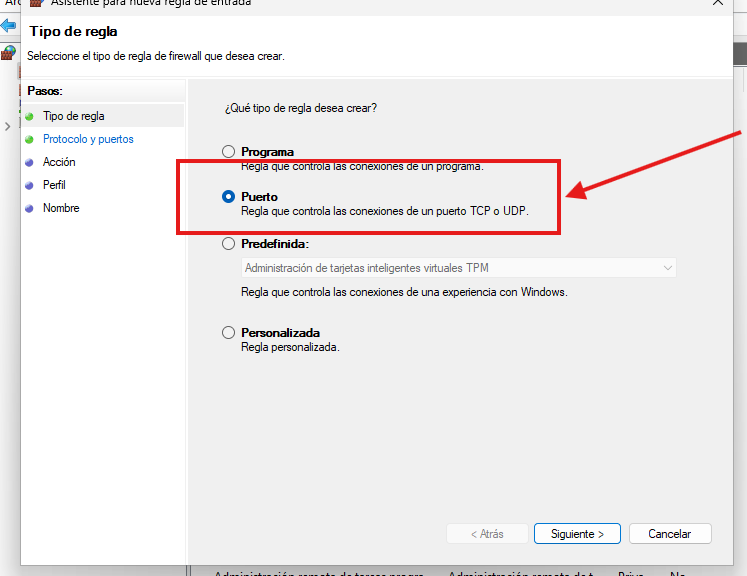 Asistente para nueva regla de entrada
Tipo de regla
Seleccione el tipo de regla de firewall que desea crear.
Pasos:
Tipo de regla
Protocolo y puertos
Acción
Perfil
Nombre
¿Qué tipo de regla desea crear?
Programa
Regla que controla las conexiones de un programa.
Puerto
Regla que controla las conexiones de un puerto TCP o UDP.
Predefinida:
Administración de tarjetas inteligentes virtuales TPM
Regla que controla las conexiones de una experiencia con Windows.
Personalizada
Regla personalizada.
< Atrás
Siguiente >
Cancelar